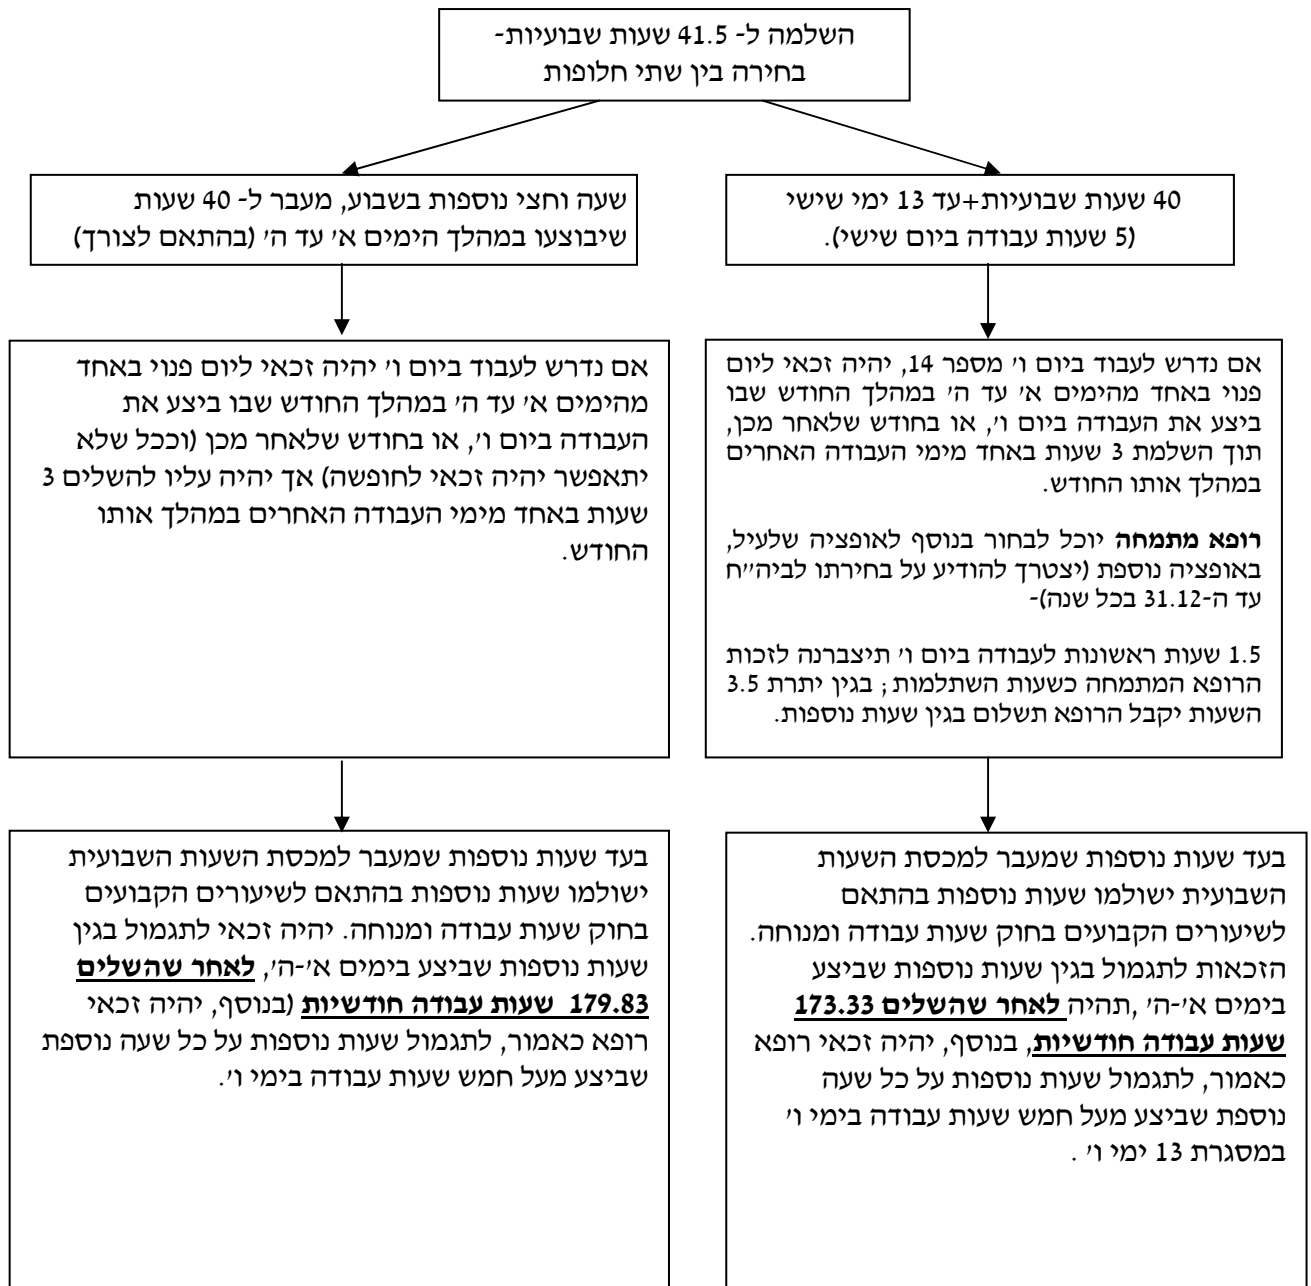 השלמה ל- 41.5 שעות שבועיות-
בחירה בין שתי חלופות
40 שעות שבועיות+עד 13 ימי שישי
(5 שעות עבודה ביום שישי).
שעה וחצי נוספות בשבוע, מעבר ל- 40 שעות
שיבוצעו במהלך הימים א' עד ה' (בהתאם לצורך)
אם נדרש לעבוד ביום ו' מספר 14, יהיה זכאי ליום
פנוי באחד מהימים א' עד ה' במהלך החודש שבו
ביצע את העבודה ביום ו', או בחודש שלאחר מכן,
תוך השלמת 3 שעות באחד מימי העבודה האחרים
במהלך אותו החודש.
רופא מתמחה יוכל לבחור בנוסף לאופציה שלעיל,
באופציה נוספת (יצטרך להודיע על בחירתו לביה"ח
עד ה-31.12 בכל שנה)-
1.5 שעות ראשונות לעבודה ביום ו' תיצברנה לזכות
הרופא המתמחה כשעות השתלמות; בגין יתרת 3.5
השעות יקבל הרופא תשלום בגין שעות נוספות.
אם נדרש לעבוד ביום ו' יהיה זכאי ליום פנוי באחד
מהימים א' עד ה' במהלך החודש שבו ביצע את
העבודה ביום ו', או בחודש שלאחר מכן (וככל שלא
יתאפשר יהיה זכאי לחופשה) אך יהיה עליו להשלים 3
שעות באחד מימי העבודה האחרים במהלך אותו
החודש.
בעד שעות נוספות שמעבר למכסת השעות
השבועית ישולמו שעות נוספות בהתאם
לשיעורים הקבועים בחוק שעות עבודה ומנוחה.
הזכאות לתגמול בגין שעות נוספות שביצע
בימים א'-ה' ,תהיה לאחר שהשלים 173.33
שעות עבודה חודשיות, בנוסף, יהיה זכאי רופא
כאמור, לתגמול שעות נוספות על כל שעה
נוספת שביצע מעל חמש שעות עבודה בימי ו'
במסגרת 13 ימי ו' .
בעד שעות נוספות שמעבר למכסת השעות השבועית
ישולמו שעות נוספות בהתאם לשיעורים הקבועים
בחוק שעות עבודה ומנוחה. יהיה זכאי לתגמול בגין
שעות נוספות שביצע בימים א'-ה', לאחר שהשלים
179.83 שעות עבודה חודשיות (בנוסף, יהיה זכאי
רופא כאמור, לתגמול שעות נוספות על כל שעה נוספת
שביצע מעל חמש שעות עבודה בימי ו'.